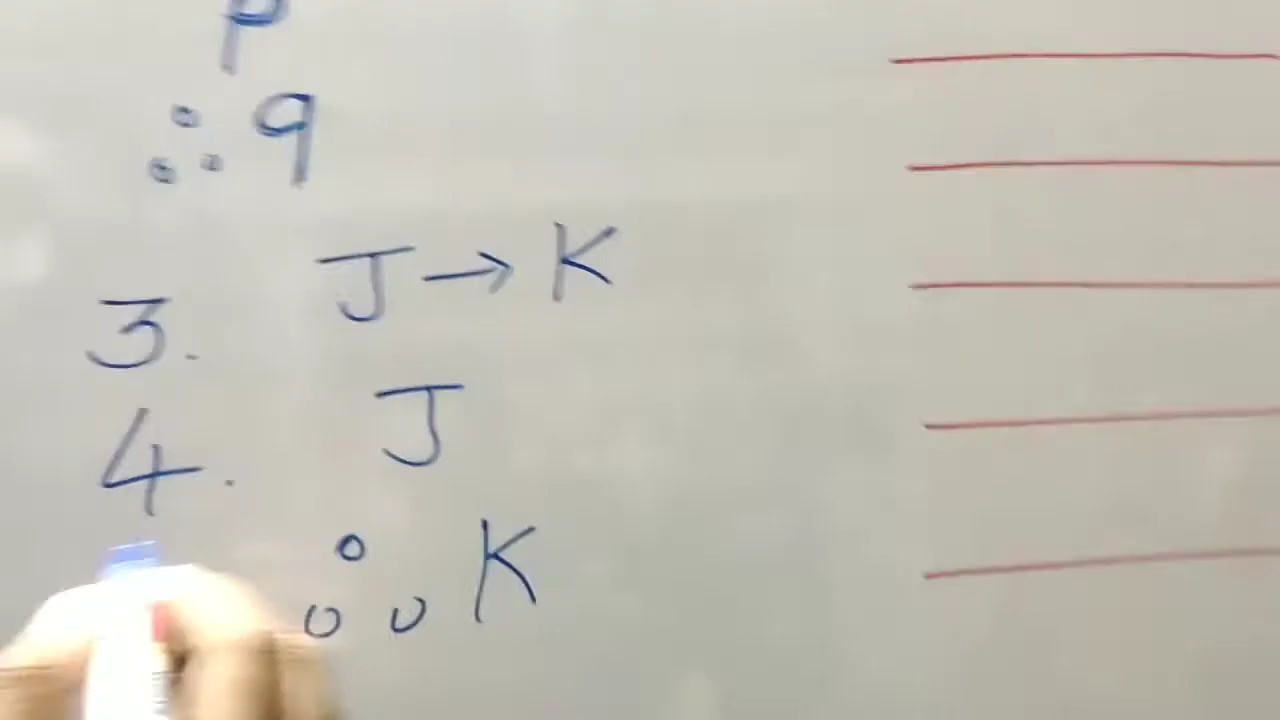 p
∴ q
3. J → K
4. J
∴ K